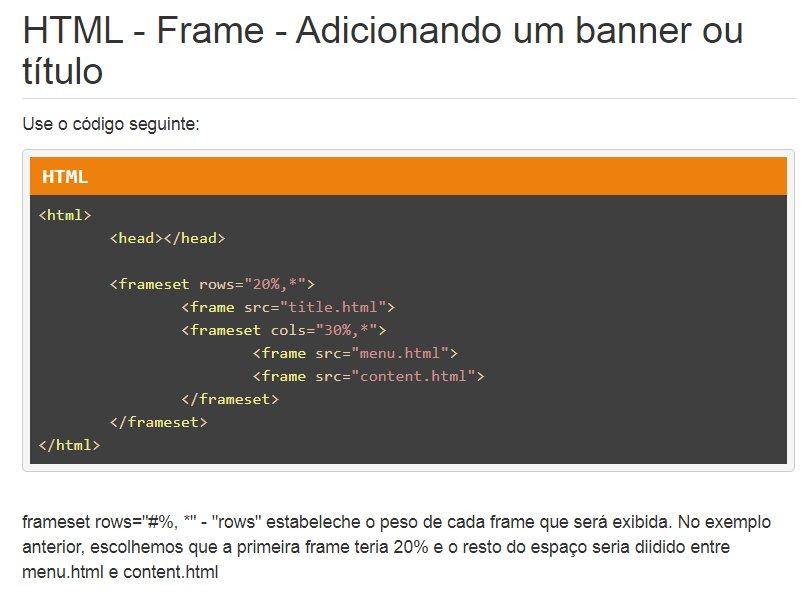 HTML - Frame - Adicionando um banner ou
título
Use o código seguinte:
HTML
<html>
<head></head>
<frameset rows="20%,*">
<frame src="title.html">
<frameset cols="30%,*">
<frame src="menu.html">
<frame src="content.html">
</frameset>
</frameset>
</html>
frameset rows="#%, *" - "rows" estabeleche o peso de cada frame que será exibida. No exemplo
anterior, escolhemos que a primeira frame teria 20% e o resto do espaço seria diidido entre
menu.html e content.html